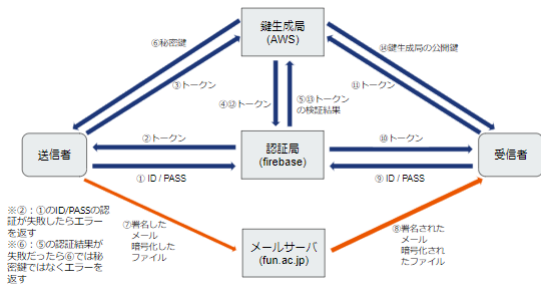 鍵生成局
(AWS)
⑥秘密鍵
⑭鍵生成局の公開鍵
③トークン
⑪トークン
④⑫トークン
⑤⑬トークン
の検証結果
②トークン
⑩トークン
送信者
認証局
(firebase)
受信者
① ID / PASS
⑨ ID / PASS
※②：①のID/PASSの認
証が失敗したらエラー
を返す
※⑥：⑤の認証結果が
失敗だったら⑥では秘
密鍵ではなくエラーを
返す
⑦署名した
メール
暗号化した
ファイル
メールサーバ
(fun.ac.jp)
⑧署名された
メール
暗号化され
たファイル